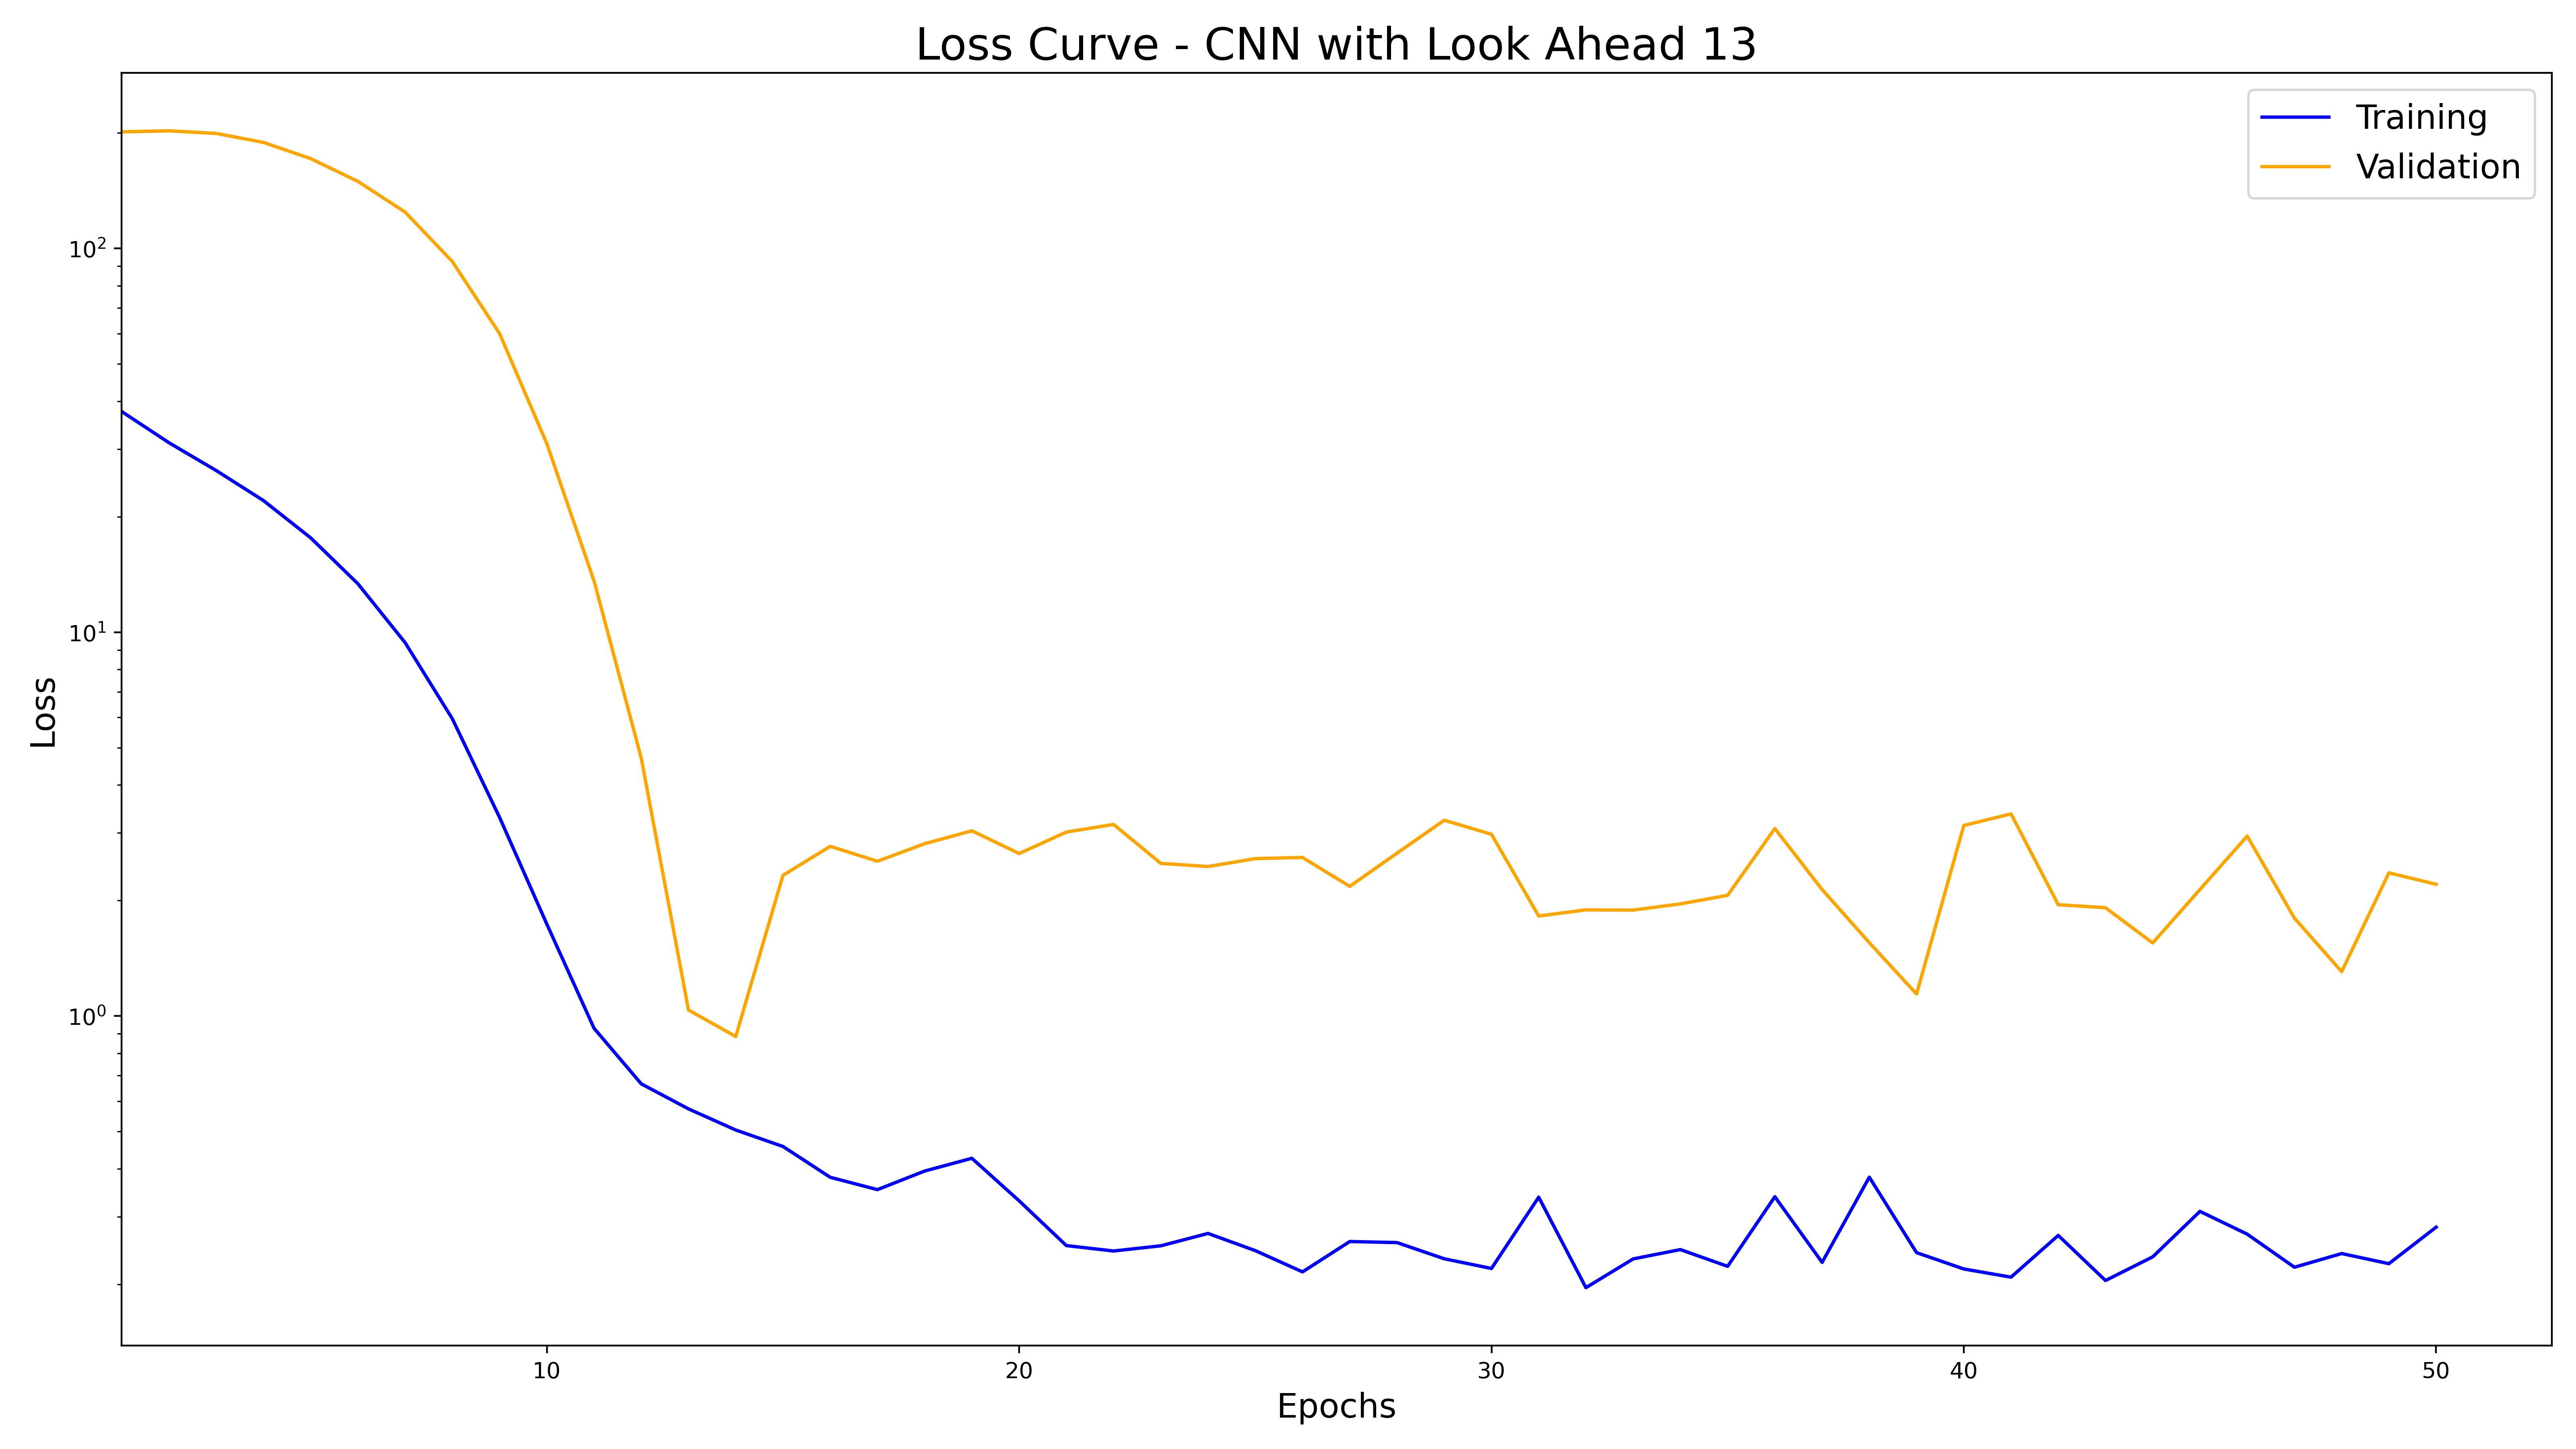 Loss Curve - CNN with Look Ahead 13
Training
Validation
10²
10¹
10⁰
Loss
10 20 30 40 50
Epochs